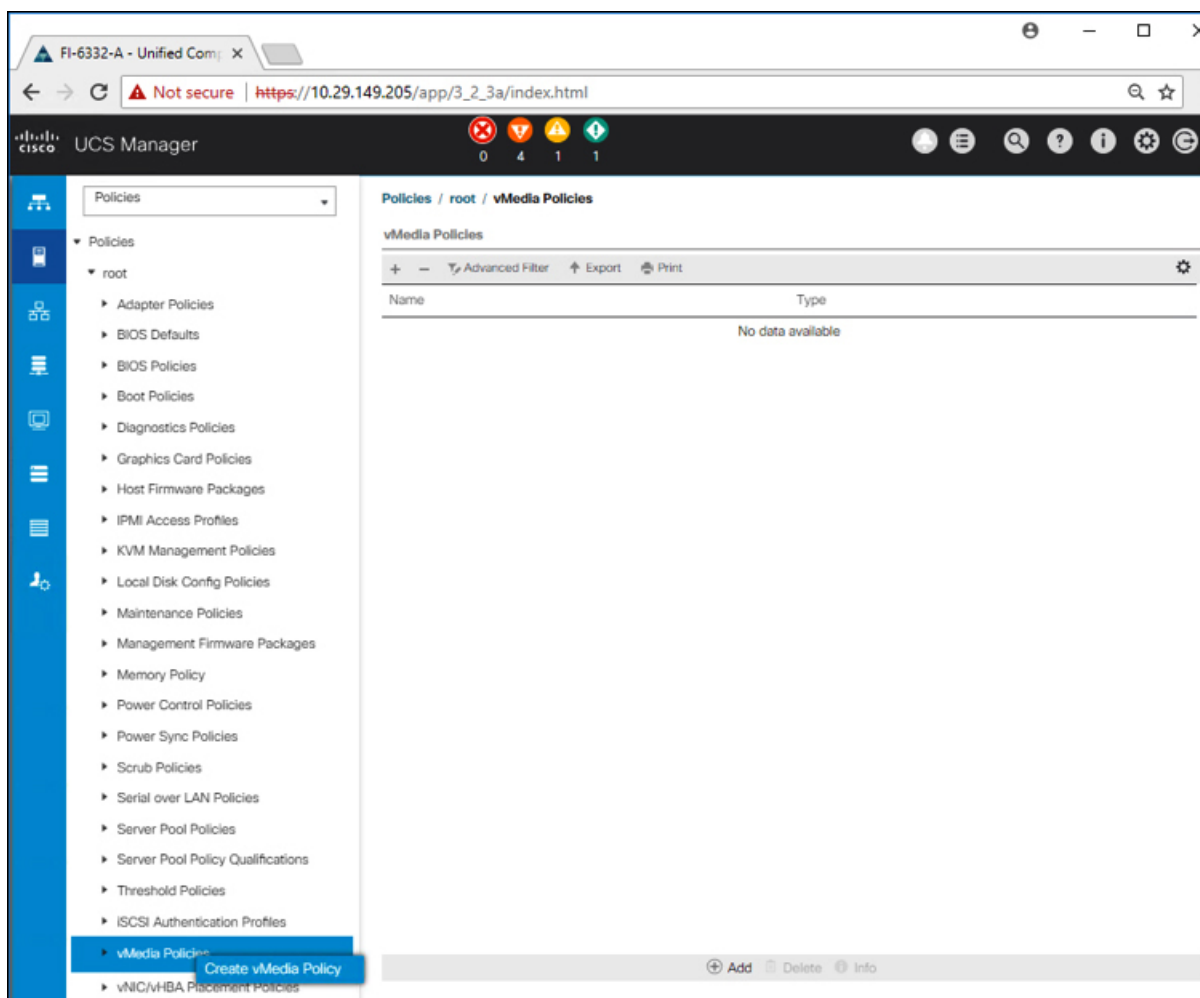 FI-6332-A - Unified Com
Not secure | https://10.29.149.205/app/3_2_3a/index.html
cisco UCS Manager
0 4 1 1
Policies
Policies / root / vMedia Policies
vMedia Policies
+ − Advanced Filter Export Print
Name Type
No data available
Policies
root
Adapter Policies
BIOS Defaults
BIOS Policies
Boot Policies
Diagnostics Policies
Graphics Card Policies
Host Firmware Packages
IPMI Access Profiles
KVM Management Policies
Local Disk Config Policies
Maintenance Policies
Management Firmware Packages
Memory Policy
Power Control Policies
Power Sync Policies
Scrub Policies
Serial over LAN Policies
Server Pool Policies
Server Pool Policy Qualifications
Threshold Policies
iSCSI Authentication Profiles
vMedia Policies
Create vMedia Policy
vNIC/vHBA Placement Policies
Add Delete Info